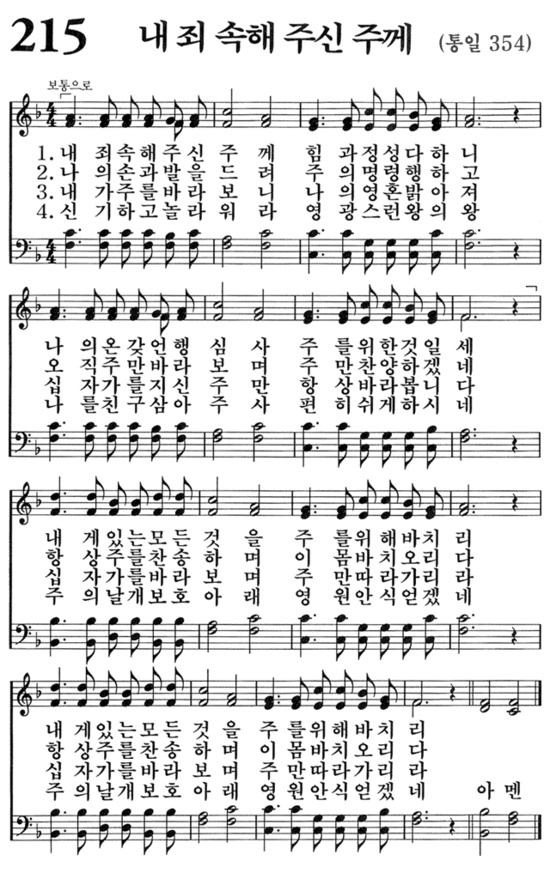 215 내 죄 속해 주신 주께 (통일 354)
보통으로
1. 내 죄속해주신 주 께 힘 과정성다하 니
2. 나 의손과발을드 려 주 의명령행하 고
3. 내 가주를바라보 니 나 의영혼밝아 져
4. 신 기하고놀라워 라 영 광스런왕의 왕
나 의온갖언행 심 사 주 를위한것일 세
오 직주만바라 보 며 주 만찬양하겠 네
십 자가를지신 주 만 항 상바라봅니 다
나 를친구삼아 주 사 편 히쉬게하시 네
내 게있는모든 것 을 주 를위해바치 리
항 상주를찬송 하 며 이 몸바치오리 다
십 자가를바라 보 며 주 만따라가리 라
주 의날개보호 아 래 영 원안식얻겠 네
내 게있는모든 것 을 주 를위해바치 리
항 상주를찬송 하 며 이 몸바치오리 다
십 자가를바라 보 며 주 만따라가리 라
주 의날개보호 아 래 영 원안식얻겠 네 아 멘